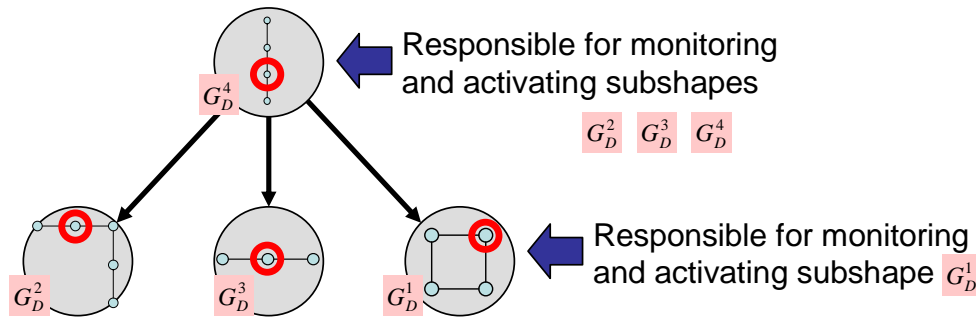 Responsible for monitoring
and activating subshapes
G_D^4
G_D^2 G_D^3 G_D^4
Responsible for monitoring
and activating subshape G_D^1
G_D^2 G_D^3 G_D^1